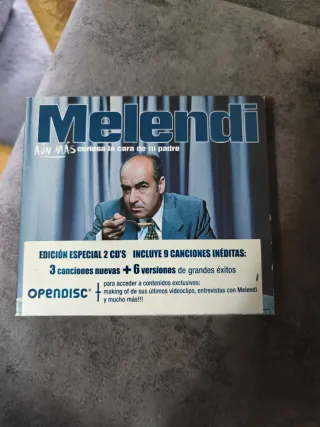 Melendi
AÚN MÁS curiosa la cara de tu padre
EDICIÓN ESPECIAL 2 CD'S INCLUYE 9 CANCIONES INÉDITAS:
3 canciones nuevas + 6 versiones de grandes éxitos
OPENDISC®
para acceder a contenidos exclusivos:
making of de sus últimos videoclips, entrevistas con Melendi
y mucho más!!!